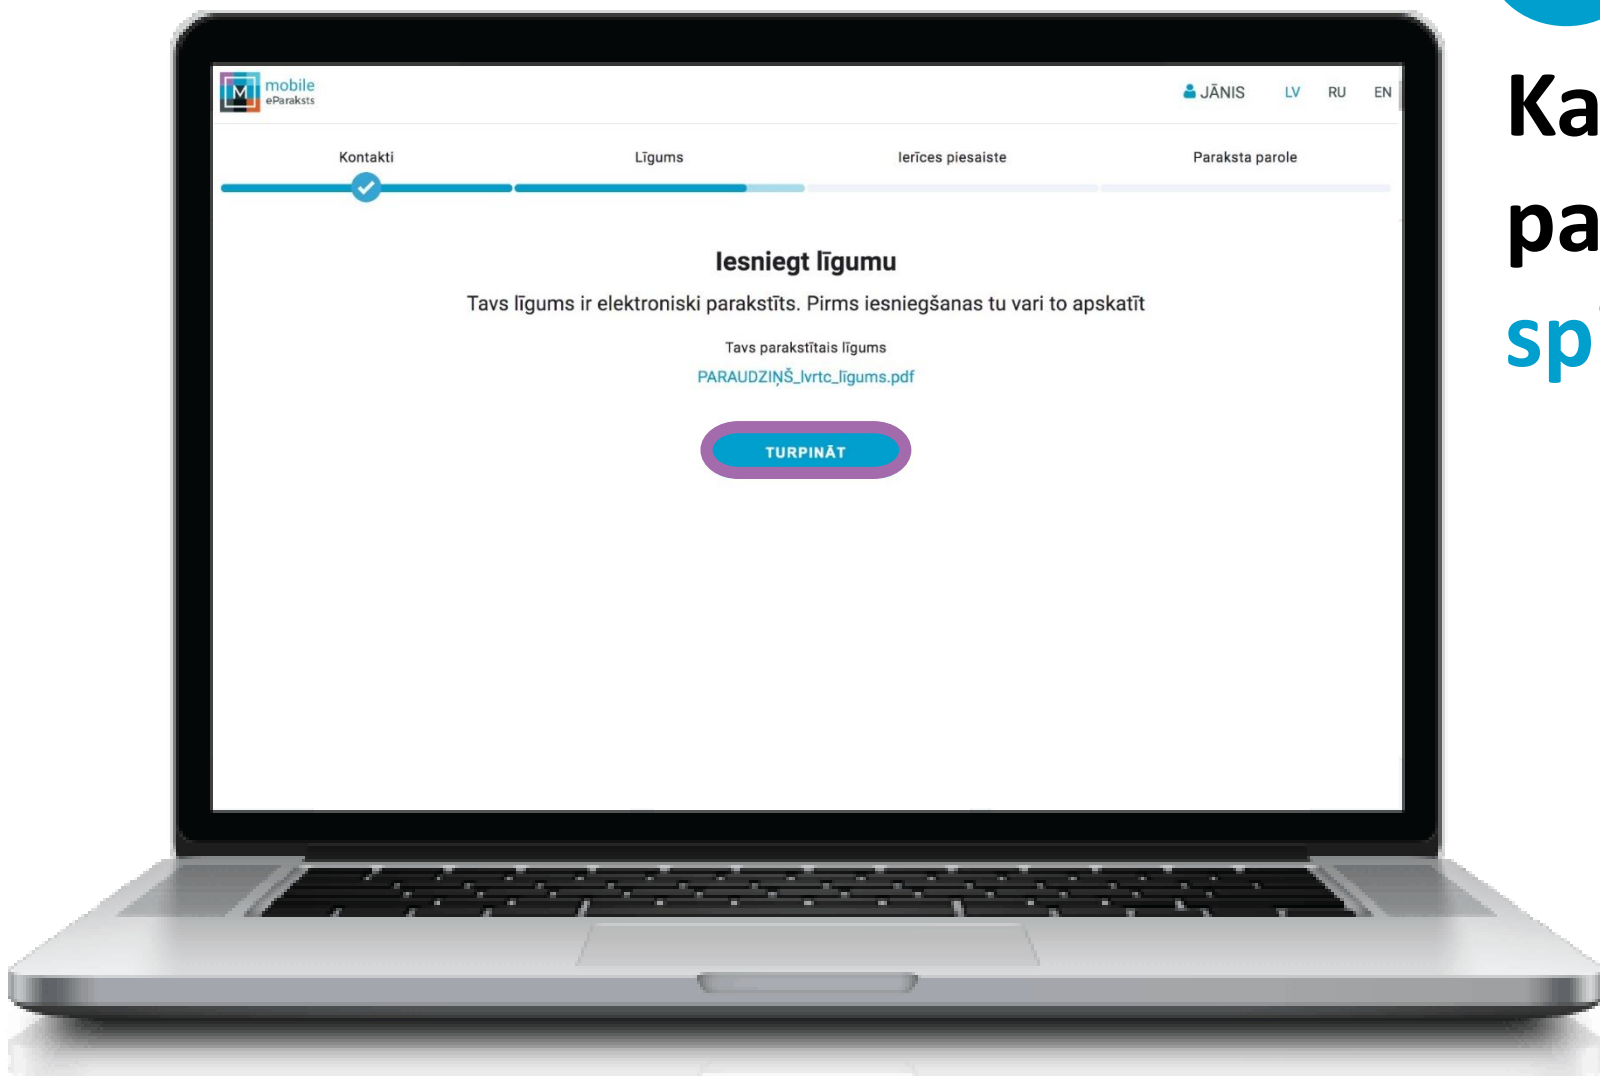 mobile
eParaksts
JĀNIS LV RU EN
Kontakti Līgums Ierīces piesaiste Paraksta parole
Iesniegt līgumu
Tavs līgums ir elektroniski parakstīts. Pirms iesniegšanas tu vari to apskatīt
Tavs parakstītais līgums
PARAUDZIŅŠ_lvrtc_līgums.pdf
TURPINĀT
Ka
pa